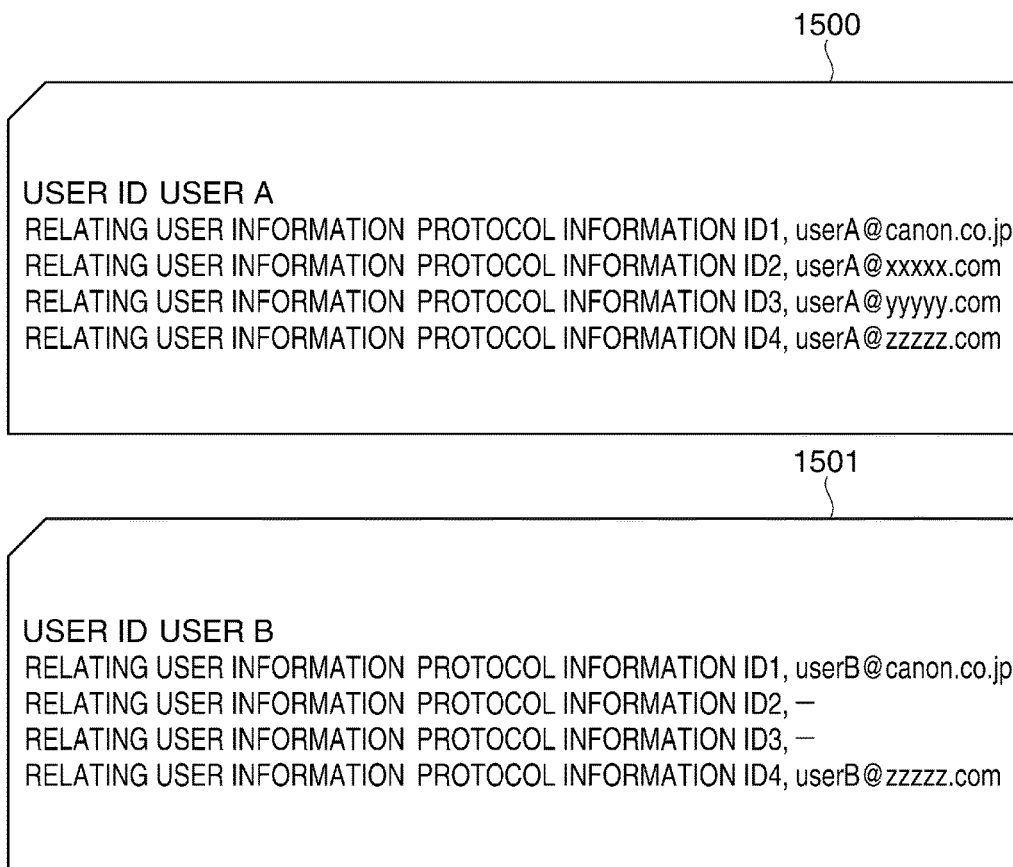 1500
USER ID USER A
RELATING USER INFORMATION PROTOCOL INFORMATION ID1, userA@canon.co.jp
RELATING USER INFORMATION PROTOCOL INFORMATION ID2, userA@xxxxx.com
RELATING USER INFORMATION PROTOCOL INFORMATION ID3, userA@yyyyy.com
RELATING USER INFORMATION PROTOCOL INFORMATION ID4, userA@zzzzz.com
1501
USER ID USER B
RELATING USER INFORMATION PROTOCOL INFORMATION ID1, userB@canon.co.jp
RELATING USER INFORMATION PROTOCOL INFORMATION ID2, —
RELATING USER INFORMATION PROTOCOL INFORMATION ID3, —
RELATING USER INFORMATION PROTOCOL INFORMATION ID4, userB@zzzzz.com